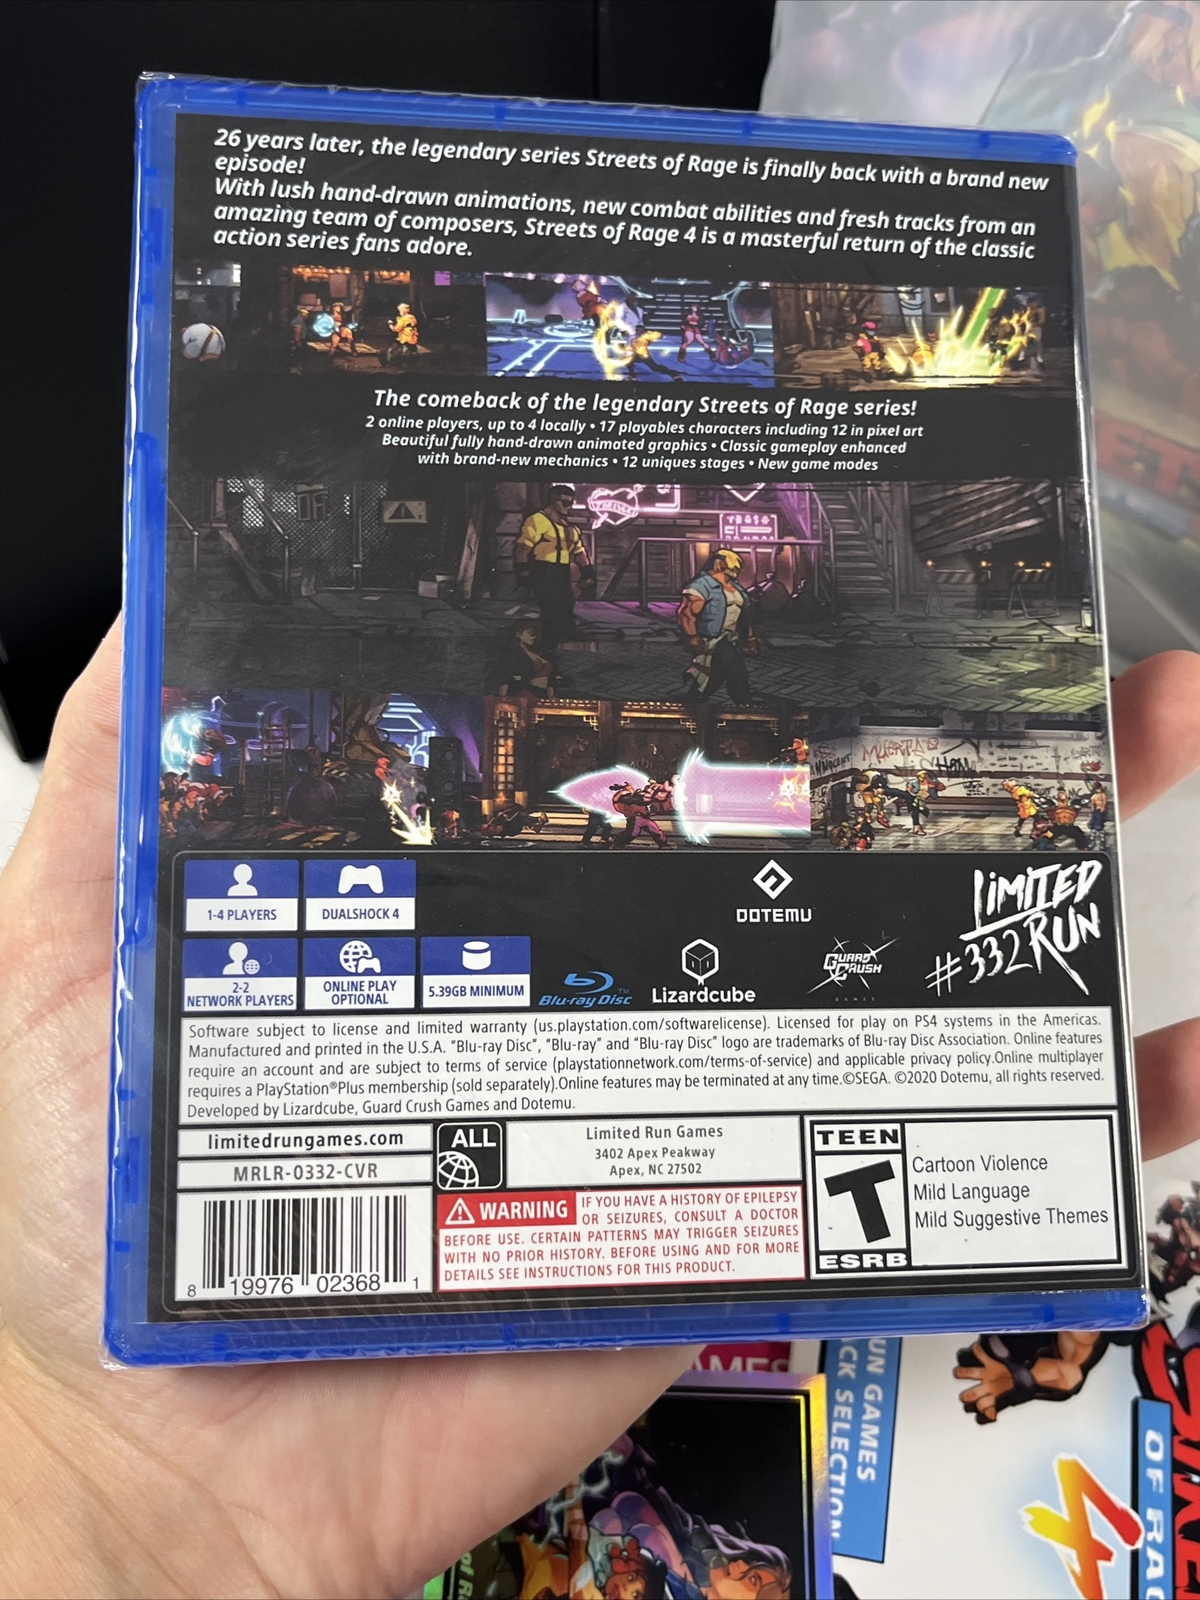 26 years later, the legendary series Streets of Rage is finally back with a brand new
episode!
With lush hand-drawn animations, new combat abilities and fresh tracks from an
amazing team of composers, Streets of Rage 4 is a masterful return of the classic
action series fans adore.
The comeback of the legendary Streets of Rage series!
2 online players, up to 4 locally • 17 playables characters including 12 in pixel art
Beautiful fully hand-drawn animated graphics • Classic gameplay enhanced
with brand-new mechanics • 12 uniques stages • New game modes
1-4 PLAYERS
DUALSHOCK 4
2-2
NETWORK PLAYERS
ONLINE PLAY
OPTIONAL
5.39GB MINIMUM
Blu-ray Disc™
DOTEMU
Lizardcube
GUARD
CRUSH
GAMES
LIMITED
RUN
#332
Software subject to license and limited warranty (us.playstation.com/softwarelicense). Licensed for play on PS4 systems in the Americas.
Manufactured and printed in the U.S.A. "Blu-ray Disc", "Blu-ray" and "Blu-ray Disc" logo are trademarks of Blu-ray Disc Association. Online features
require an account and are subject to terms of service (playstationnetwork.com/terms-of-service) and applicable privacy policy.Online multiplayer
requires a PlayStation®Plus membership (sold separately).Online features may be terminated at any time.©SEGA. ©2020 Dotemu, all rights reserved.
Developed by Lizardcube, Guard Crush Games and Dotemu.
limitedrungames.com
MRLR-0332-CVR
8 19976 02368 1
ALL
Limited Run Games
3402 Apex Peakway
Apex, NC 27502
WARNING IF YOU HAVE A HISTORY OF EPILEPSY
OR SEIZURES, CONSULT A DOCTOR
BEFORE USE. CERTAIN PATTERNS MAY TRIGGER SEIZURES
WITH NO PRIOR HISTORY. BEFORE USING AND FOR MORE
DETAILS SEE INSTRUCTIONS FOR THIS PRODUCT.
TEEN
T
ESRB
Cartoon Violence
Mild Language
Mild Suggestive Themes
AMES
UN GAMES
CK SELECTION
OF RAG
4